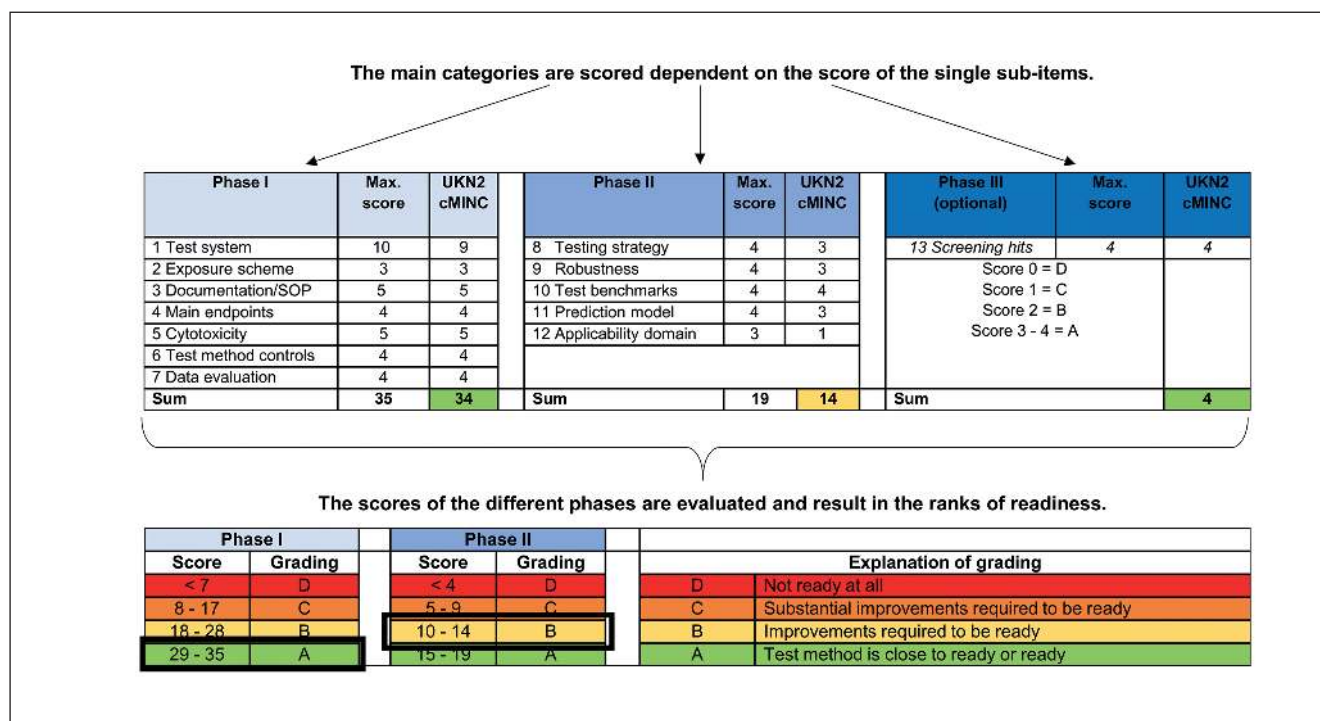 The main categories are scored dependent on the score of the single sub-items.
Phase I Max. score UKN2 cMINC
1 Test system 10 9
2 Exposure scheme 3 3
3 Documentation/SOP 5 5
4 Main endpoints 4 4
5 Cytotoxicity 5 5
6 Test method controls 4 4
7 Data evaluation 4 4
Sum 35 34
Phase II Max. score UKN2 cMINC
8 Testing strategy 4 3
9 Robustness 4 3
10 Test benchmarks 4 4
11 Prediction model 4 3
12 Applicability domain 3 1
Sum 19 14
Phase III (optional) Max. score UKN2 cMINC
13 Screening hits 4 4
Score 0 = D
Score 1 = C
Score 2 = B
Score 3 - 4 = A
Sum 4
The scores of the different phases are evaluated and result in the ranks of readiness.
Phase I Phase II
Score Grading Score Grading Explanation of grading
< 7 D < 4 D D Not ready at all
8 - 17 C 5 - 9 C C Substantial improvements required to be ready
18 - 28 B 10 - 14 B B Improvements required to be ready
29 - 35 A 15 - 19 A A Test method is close to ready or ready